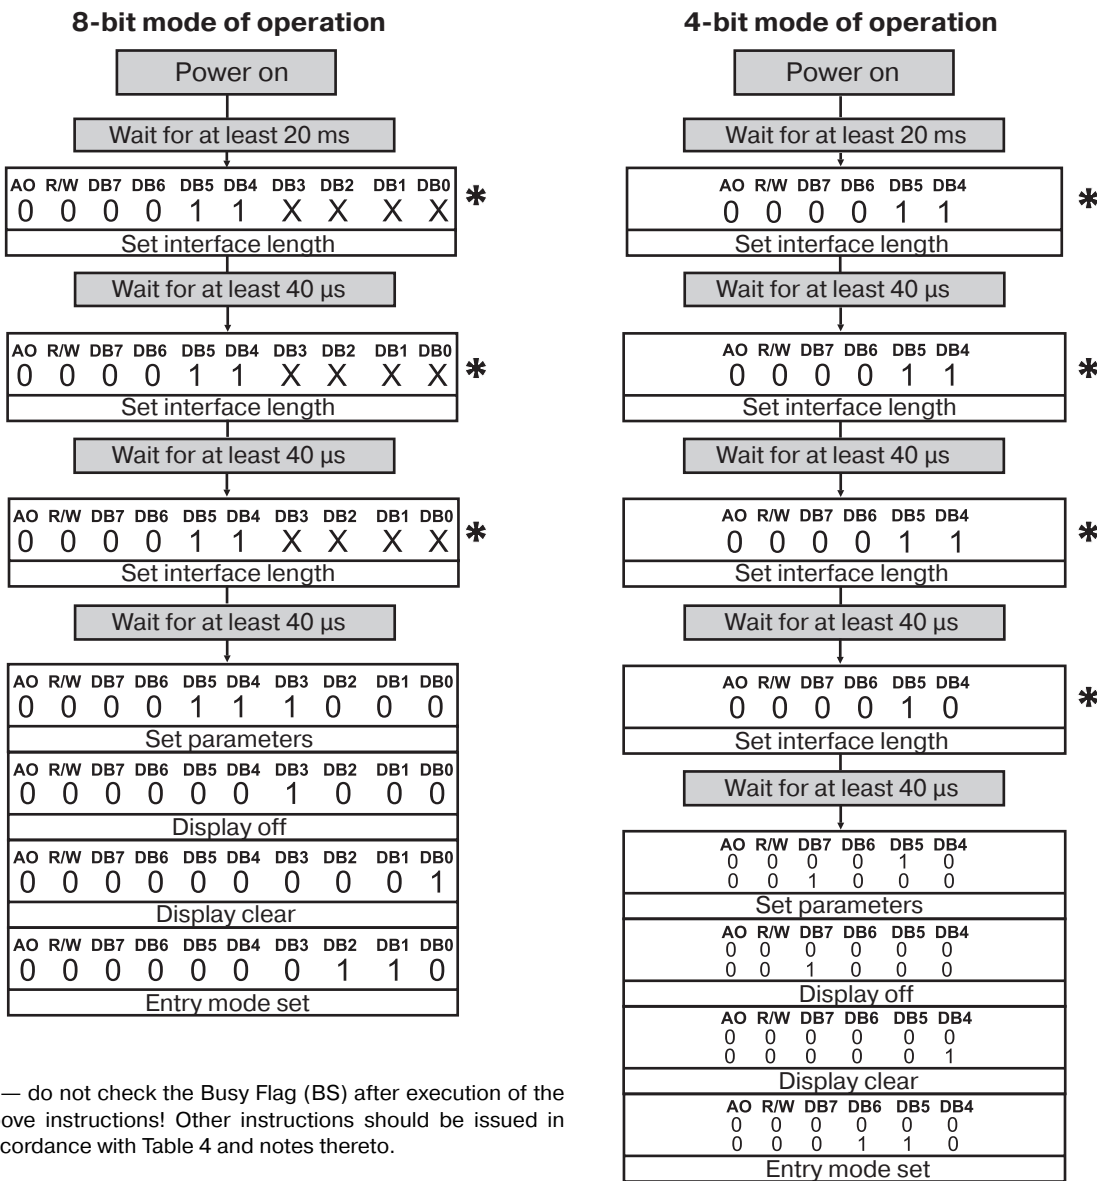 8-bit mode of operation
Power on
Wait for at least 20 ms
AO R/W DB7 DB6 DB5 DB4 DB3 DB2 DB1 DB0
0 0 0 0 1 1 X X X X *
Set interface length
Wait for at least 40 µs
AO R/W DB7 DB6 DB5 DB4 DB3 DB2 DB1 DB0
0 0 0 0 1 1 X X X X *
Set interface length
Wait for at least 40 µs
AO R/W DB7 DB6 DB5 DB4 DB3 DB2 DB1 DB0
0 0 0 0 1 1 X X X X *
Set interface length
Wait for at least 40 µs
AO R/W DB7 DB6 DB5 DB4 DB3 DB2 DB1 DB0
0 0 0 0 1 1 1 0 0 0
Set parameters
AO R/W DB7 DB6 DB5 DB4 DB3 DB2 DB1 DB0
0 0 0 0 0 0 1 0 0 0
Display off
AO R/W DB7 DB6 DB5 DB4 DB3 DB2 DB1 DB0
0 0 0 0 0 0 0 0 0 1
Display clear
AO R/W DB7 DB6 DB5 DB4 DB3 DB2 DB1 DB0
0 0 0 0 0 0 0 1 1 0
Entry mode set
— do not check the Busy Flag (BS) after execution of the
ove instructions! Other instructions should be issued in
cordance with Table 4 and notes thereto.
4-bit mode of operation
Power on
Wait for at least 20 ms
AO R/W DB7 DB6 DB5 DB4
0 0 0 0 1 1 *
Set interface length
Wait for at least 40 µs
AO R/W DB7 DB6 DB5 DB4
0 0 0 0 1 1 *
Set interface length
Wait for at least 40 µs
AO R/W DB7 DB6 DB5 DB4
0 0 0 0 1 1 *
Set interface length
Wait for at least 40 µs
AO R/W DB7 DB6 DB5 DB4
0 0 0 0 1 0 *
Set interface length
Wait for at least 40 µs
AO R/W DB7 DB6 DB5 DB4
0 0 0 0 1 0
0 0 1 0 0 0
Set parameters
AO R/W DB7 DB6 DB5 DB4
0 0 0 0 0 0
0 0 1 0 0 0
Display off
AO R/W DB7 DB6 DB5 DB4
0 0 0 0 0 0
0 0 0 0 0 1
Display clear
AO R/W DB7 DB6 DB5 DB4
0 0 0 0 0 0
0 0 0 1 1 0
Entry mode set